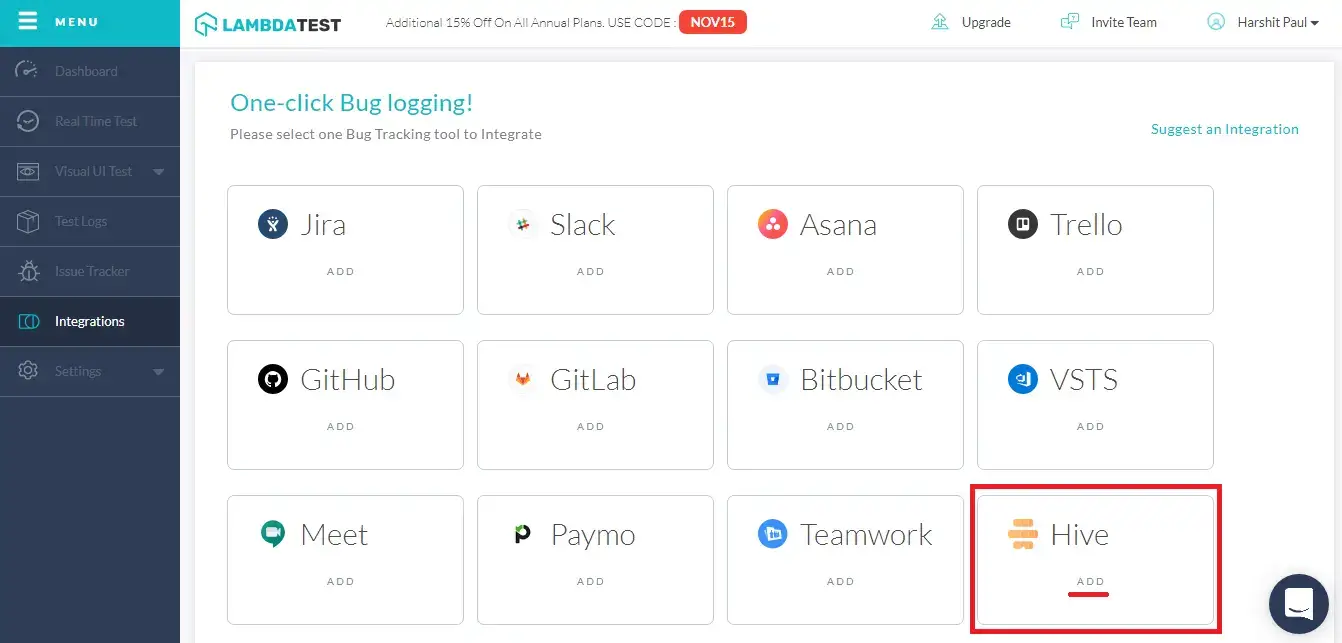 MENU
LAMBDATEST
Additional 15% Off On All Annual Plans. USE CODE : NOV15
Upgrade
Invite Team
Harshit Paul
Dashboard
Real Time Test
Visual UI Test
Test Logs
Issue Tracker
Integrations
Settings
One-click Bug logging!
Please select one Bug Tracking tool to Integrate
Suggest an Integration
Jira
ADD
Slack
ADD
Asana
ADD
Trello
ADD
GitHub
ADD
GitLab
ADD
Bitbucket
ADD
VSTS
ADD
Meet
ADD
Paymo
ADD
Teamwork
ADD
Hive
ADD